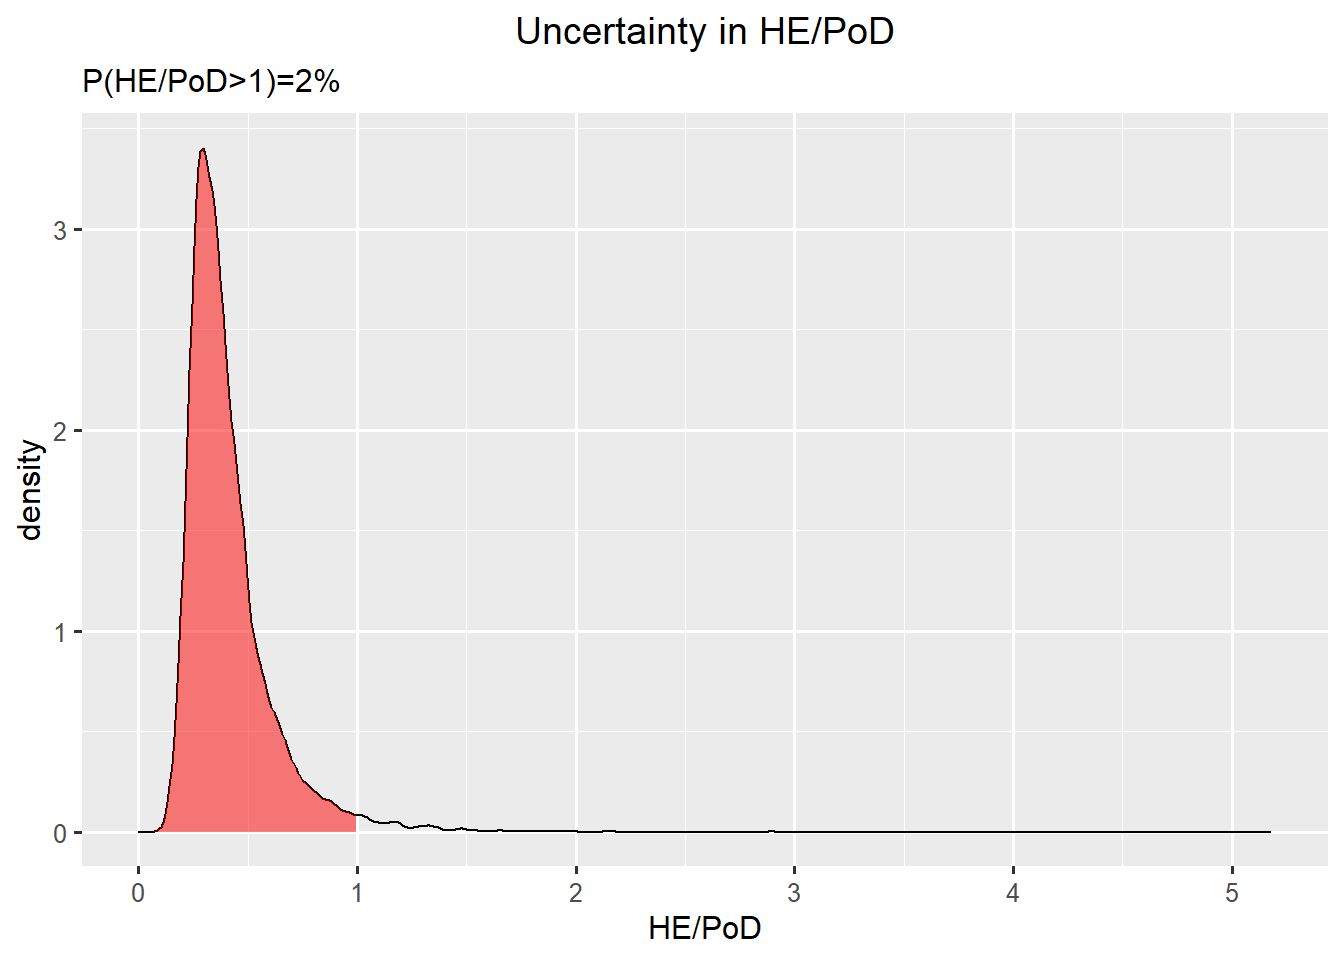 Uncertainty in HE/PoD
P(HE/PoD>1)=2%
density
3
2
1
0
0 1 2 3 4 5
HE/PoD